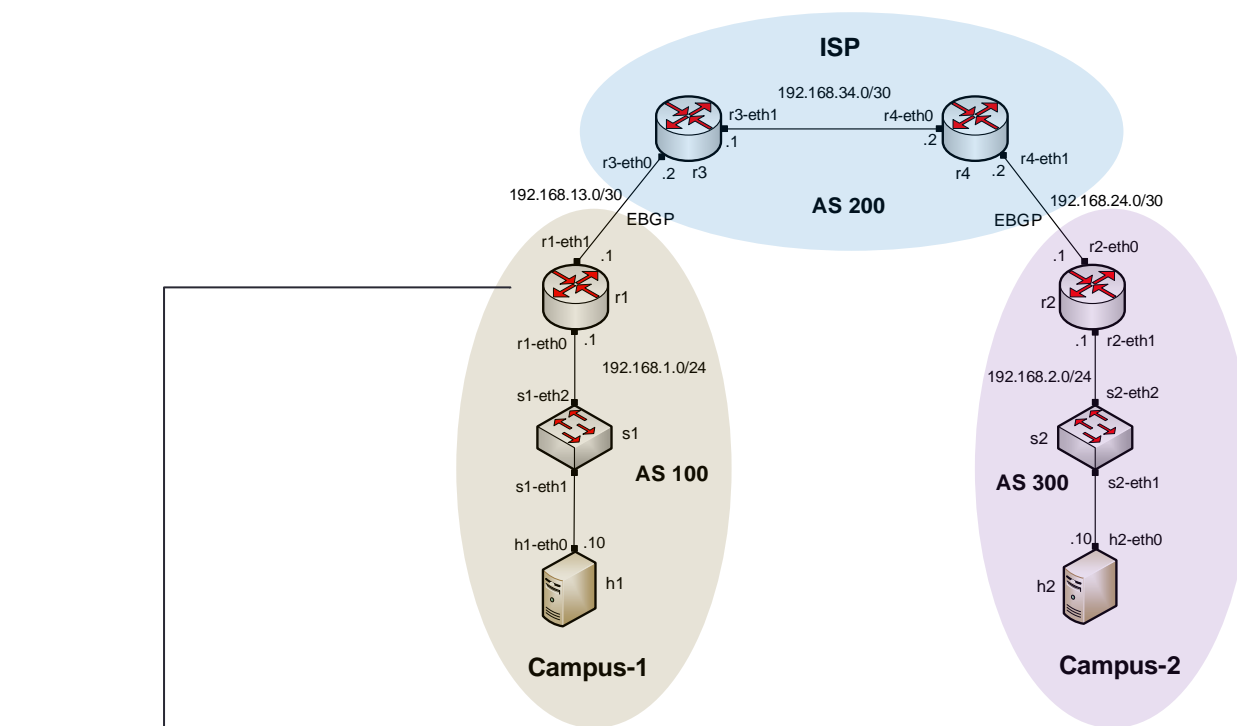 ISP
192.168.34.0/30
r3-eth1
r4-eth0
.1
.2
r3-eth0
.2
r3
r4
.2
r4-eth1
192.168.13.0/30
AS 200
192.168.24.0/30
EBGP
EBGP
r1-eth1
.1
.1
r2-eth0
r1
r2
r1-eth0
.1
.1
r2-eth1
192.168.1.0/24
192.168.2.0/24
s1-eth2
s2-eth2
s1
s2
AS 100
AS 300
s1-eth1
s2-eth1
h1-eth0
.10
.10
h2-eth0
h1
h2
Campus-1
Campus-2